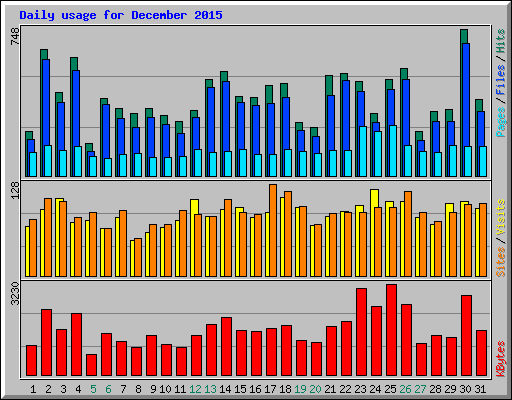 Daily usage for December 2015
748
Pages / Files / Hits
128
Sites / Visits
3230
KBytes
1 2 3 4 5 6 7 8 9 10 11 12 13 14 15 16 17 18 19 20 21 22 23 24 25 26 27 28 29 30 31